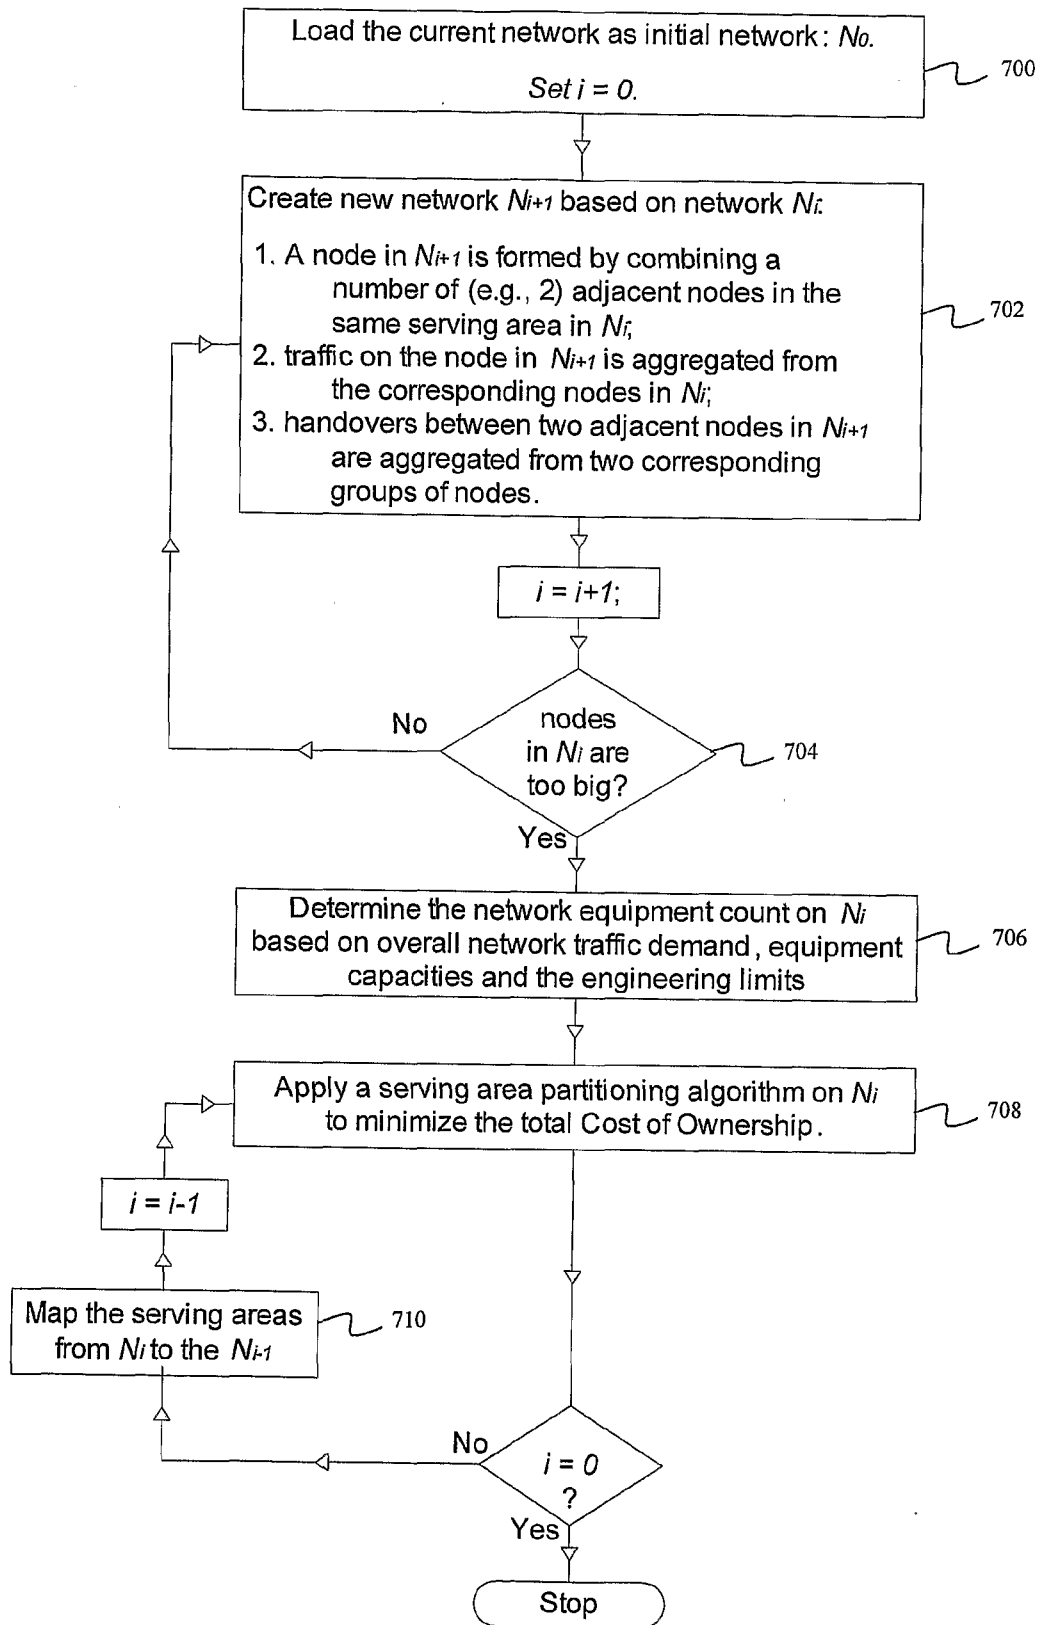 Load the current network as initial network: N0.
Set i = 0.
700
Create new network Ni+1 based on network Ni:
1. A node in Ni+1 is formed by combining a
number of (e.g., 2) adjacent nodes in the
same serving area in Ni;
702
2. traffic on the node in Ni+1 is aggregated from
the corresponding nodes in Ni;
3. handovers between two adjacent nodes in Ni+1
are aggregated from two corresponding
groups of nodes.
i = i+1;
No
nodes
in Ni are
too big?
704
Yes
Determine the network equipment count on Ni
based on overall network traffic demand, equipment
capacities and the engineering limits
706
Apply a serving area partitioning algorithm on Ni
to minimize the total Cost of Ownership.
708
i = i-1
Map the serving areas
from Ni to the Ni-1
710
No
i = 0
?
Yes
Stop